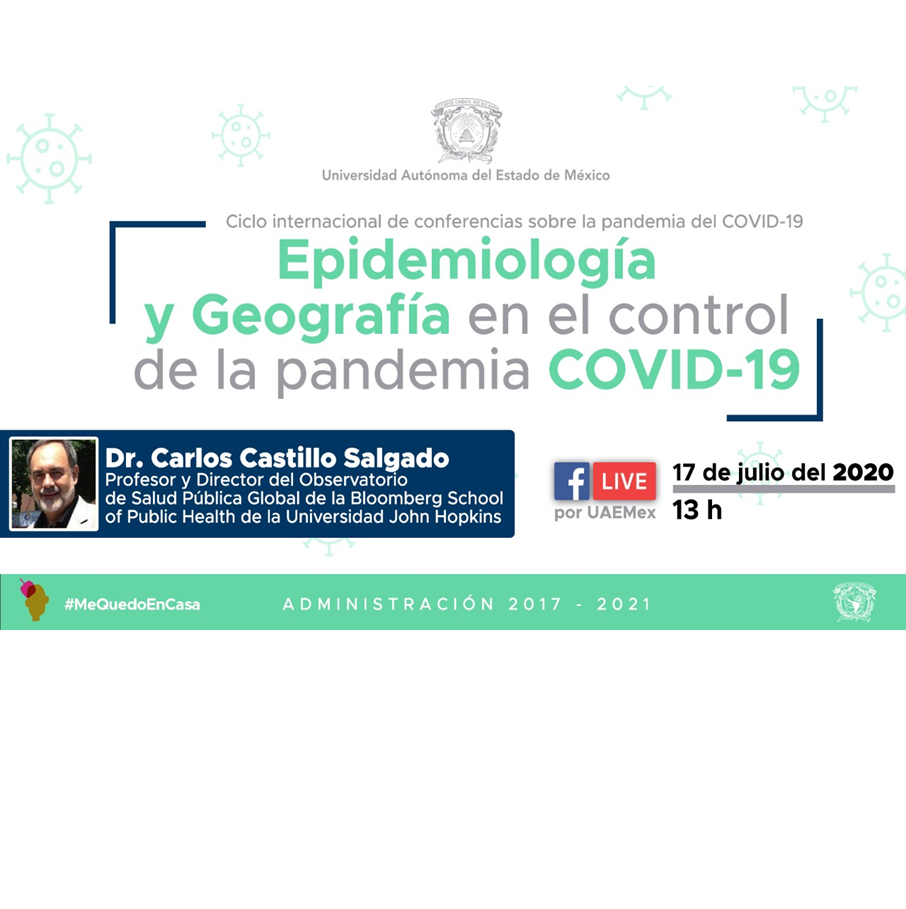 Universidad Autónoma del Estado de México
Ciclo internacional de conferencias sobre la pandemia del COVID-19
Epidemiología
y Geografía en el control
de la pandemia COVID-19
Dr. Carlos Castillo Salgado
Profesor y Director del Observatorio
de Salud Pública Global de la Bloomberg School
of Public Health de la Universidad John Hopkins
f LIVE
por UAEMex
17 de julio del 2020
13 h
#MeQuedoEnCasa
ADMINISTRACIÓN 2017 - 2021